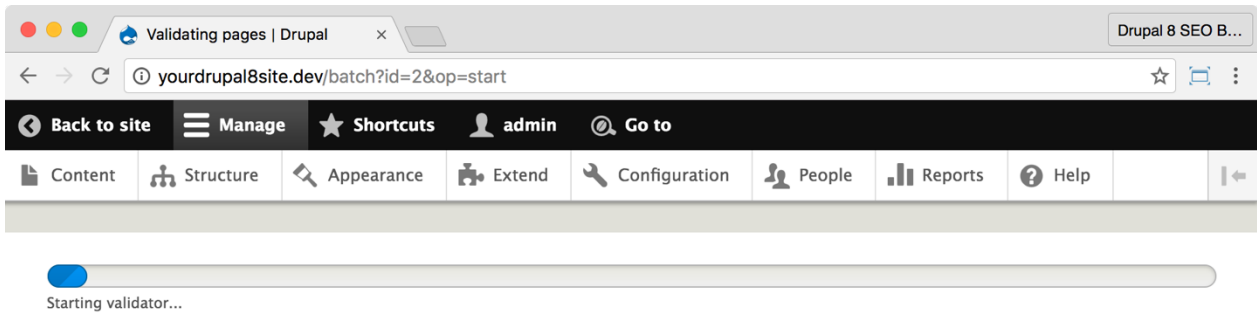 Validating pages | Drupal
Drupal 8 SEO B...
yourdrupal8site.dev/batch?id=2&op=start
Back to site Manage Shortcuts admin Go to
Content Structure Appearance Extend Configuration People Reports Help
Starting validator...